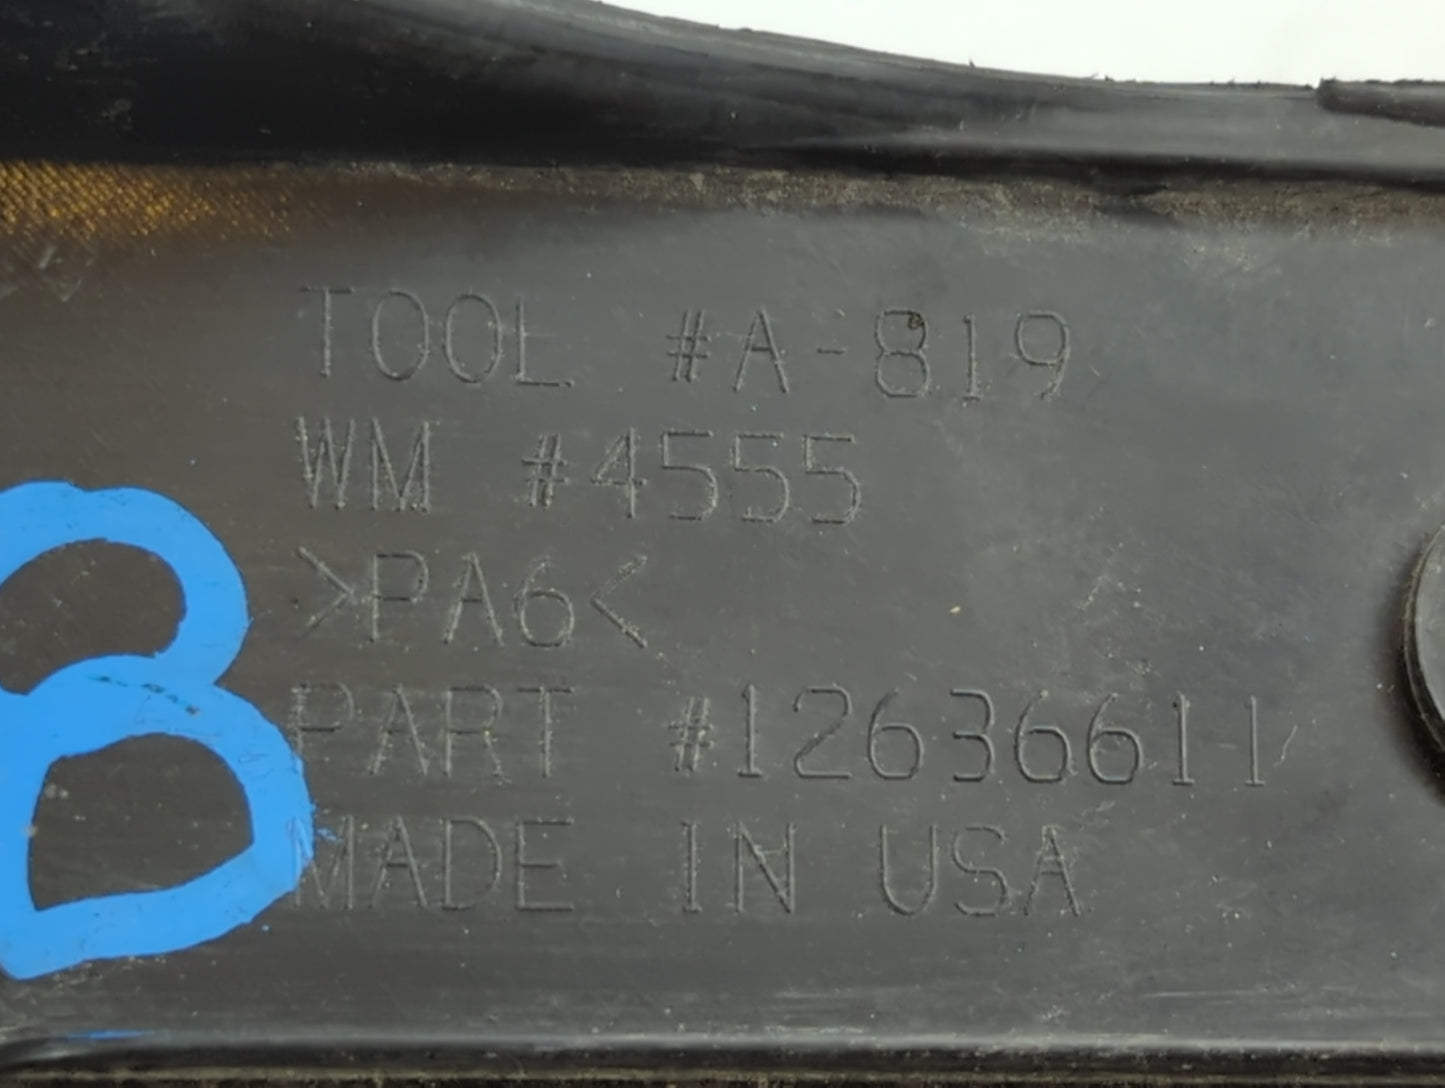 TOOL #A-819
WM #4555
>PA6<
PART #12636611
MADE IN USA